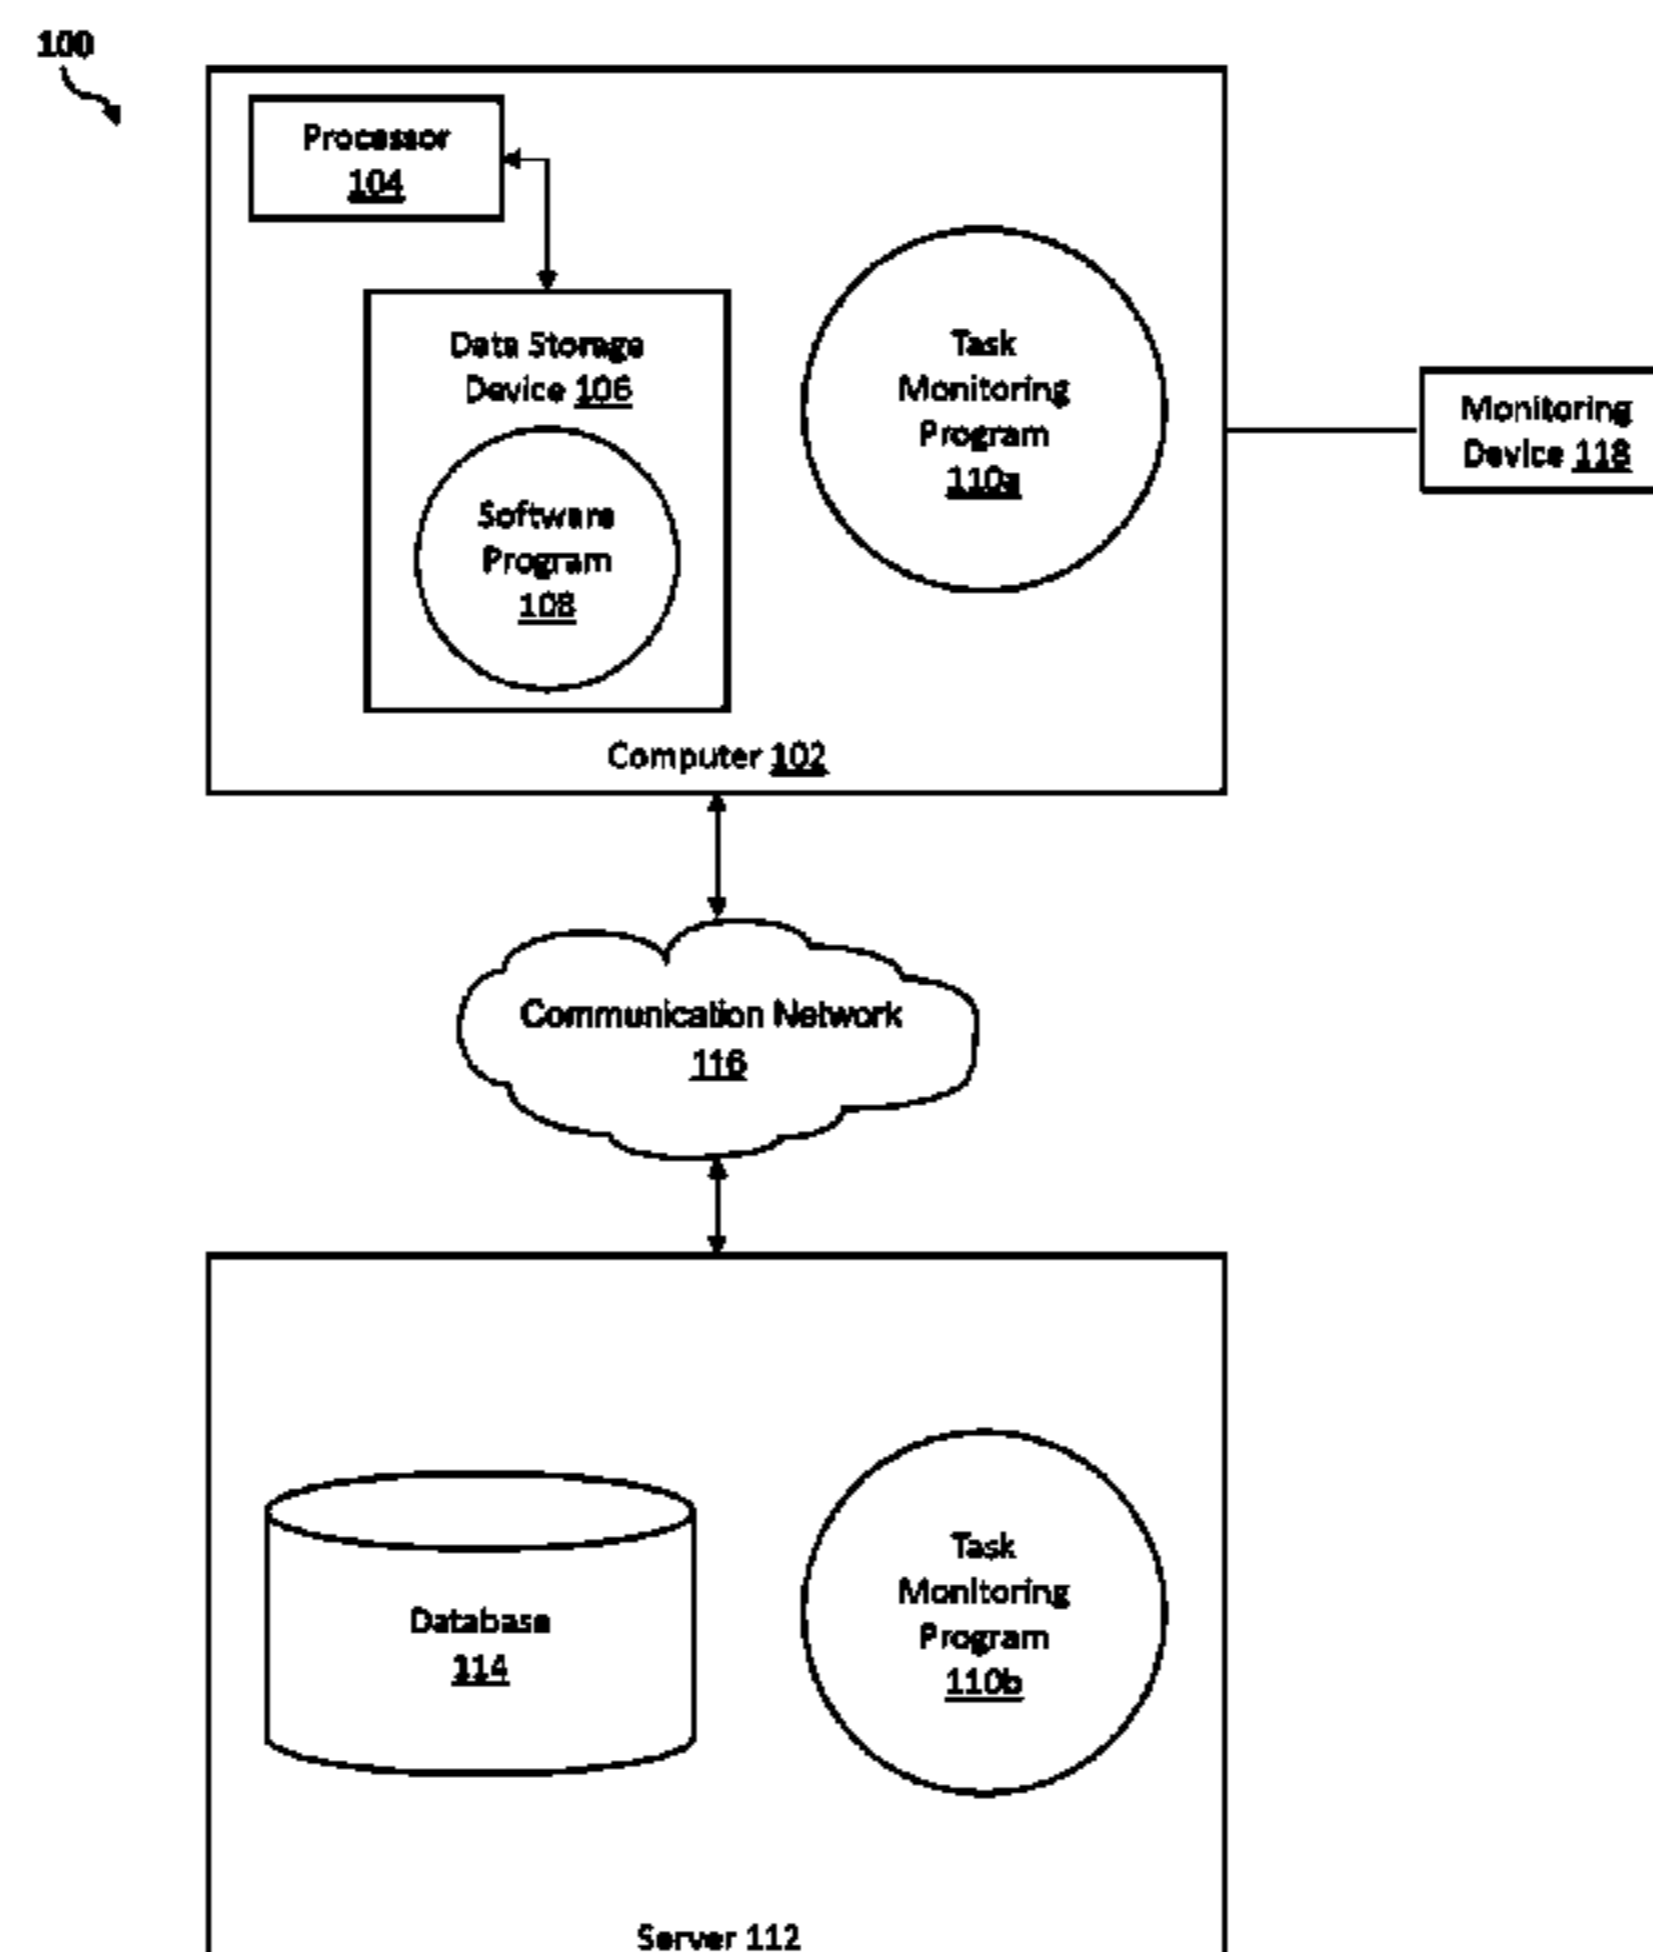 100
Processor
104
Data Storage
Device 106
Software
Program
108
Task
Monitoring
Program
110a
Monitoring
Device 118
Computer 102
Communication Network
116
Database
114
Task
Monitoring
Program
110b
Server 112